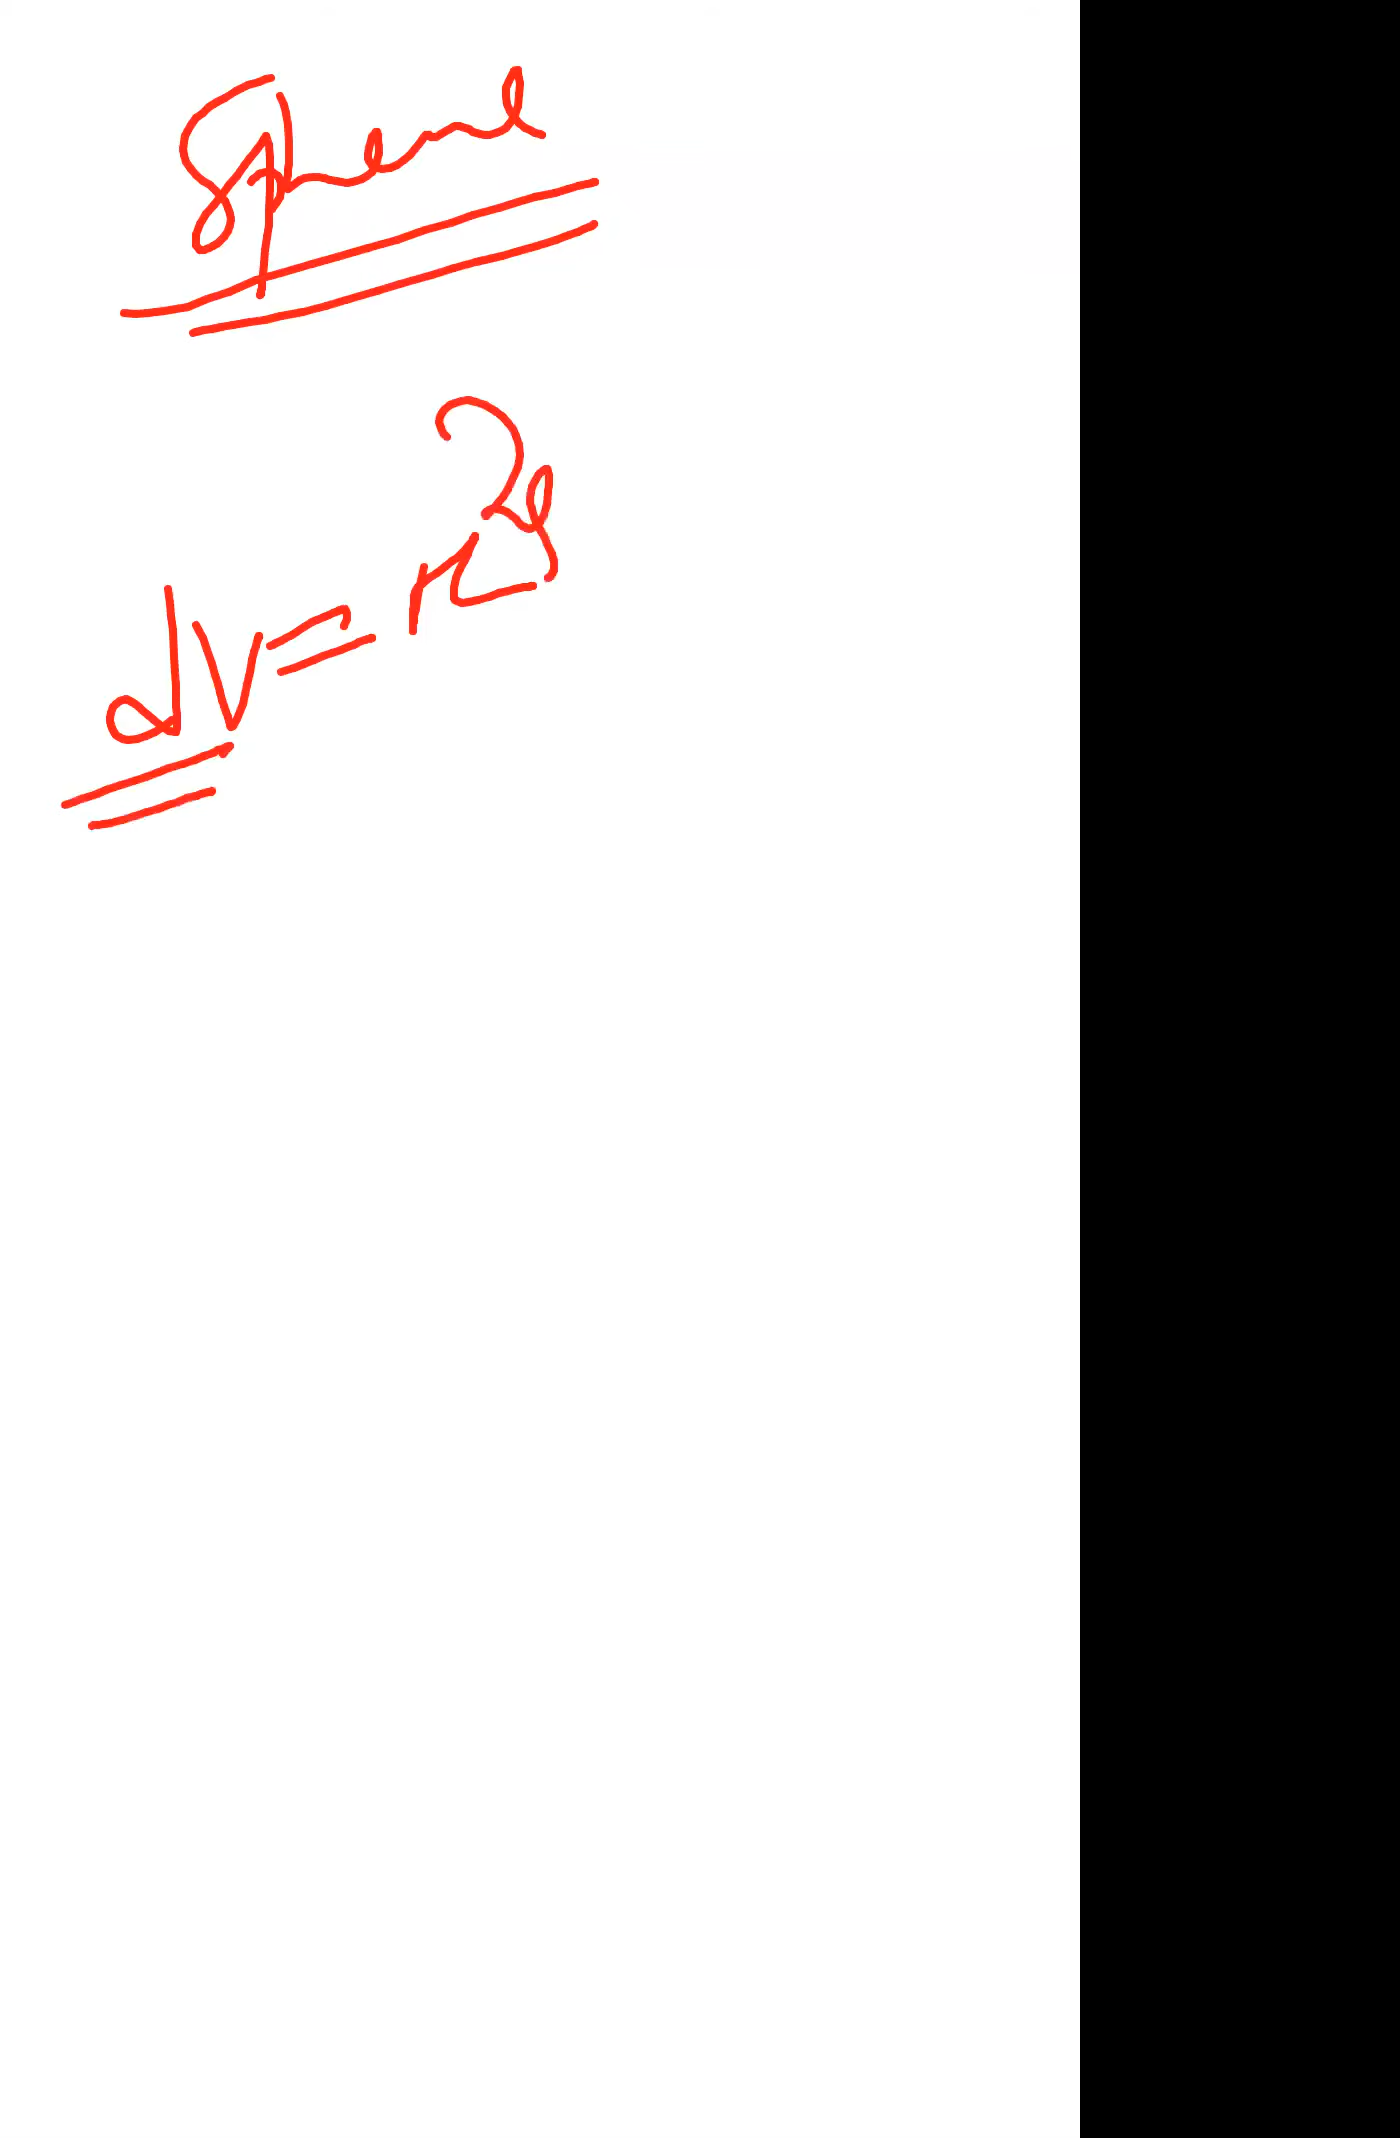 Sphere
dV = r²